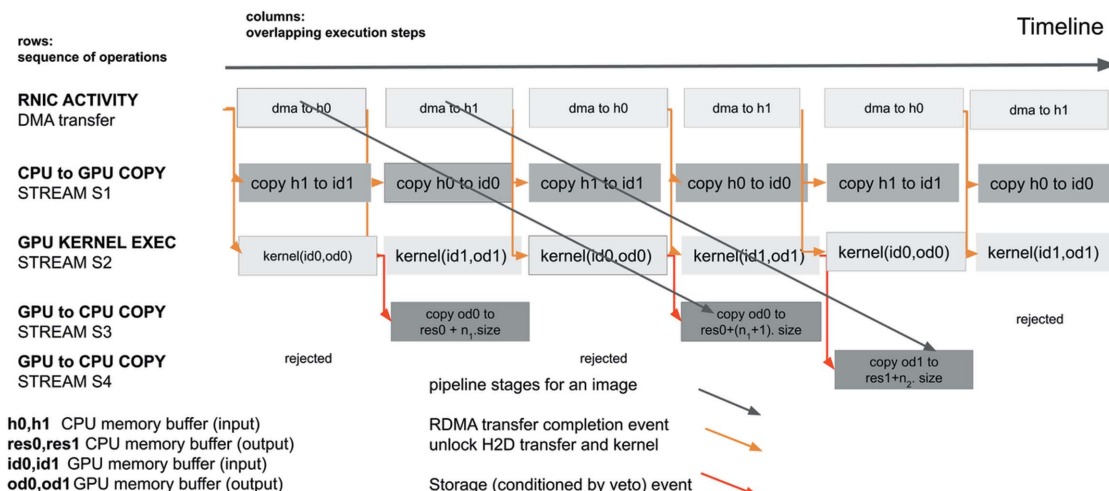 columns:
overlapping execution steps
Timeline
rows:
sequence of operations
RNIC ACTIVITY
DMA transfer
dma to h0
dma to h1
dma to h0
dma to h1
dma to h0
dma to h1
CPU to GPU COPY
STREAM S1
copy h1 to id1
copy h0 to id0
copy h1 to id1
copy h0 to id0
copy h1 to id1
copy h0 to id0
GPU KERNEL EXEC
STREAM S2
kernel(id0,od0)
kernel(id1,od1)
kernel(id0,od0)
kernel(id1,od1)
kernel(id0,od0)
kernel(id1,od1)
GPU to CPU COPY
STREAM S3
copy od0 to
res0 + n₁.size
copy od0 to
res0+(n₁+1). size
rejected
GPU to CPU COPY
STREAM S4
rejected
rejected
copy od1 to
res1+n₂. size
pipeline stages for an image
h0,h1 CPU memory buffer (input)
res0,res1 CPU memory buffer (output)
id0,id1 GPU memory buffer (input)
od0,od1 GPU memory buffer (output)
RDMA transfer completion event
unlock H2D transfer and kernel
Storage (conditioned by veto) event